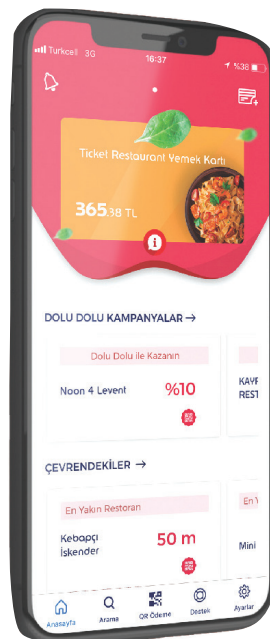 Turkcell 3G 16:37 %38
Ticket Restaurant Yemek Kartı
365.38 TL
DOLU DOLU KAMPANYALAR →
Dolu Dolu ile Kazanın
Noon 4 Levent %10
ÇEVRENDEKİLER →
En Yakın Restoran
Kebapçı
İskender
50 m
Mini
Anasayfa Arama QR Ödeme Destek Ayarlar